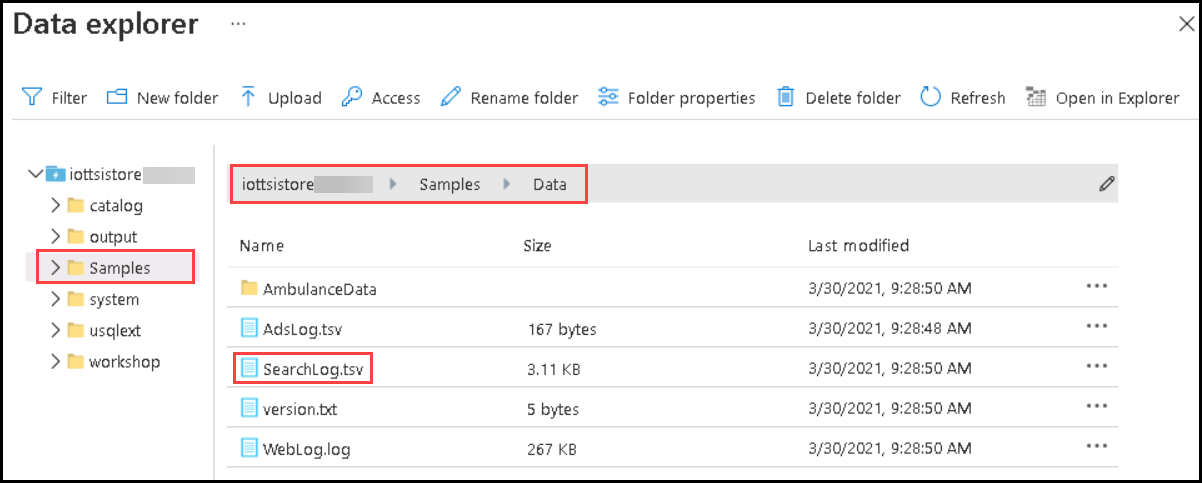 Data explorer ...
Filter New folder Upload Access Rename folder Folder properties Delete folder Refresh Open in Explorer
iottsistore
catalog
output
Samples
system
usqlext
workshop
iottsistore Samples Data
Name Size Last modified
AmbulanceData 3/30/2021, 9:28:50 AM
AdsLog.tsv 167 bytes 3/30/2021, 9:28:48 AM
SearchLog.tsv 3.11 KB 3/30/2021, 9:28:50 AM
version.txt 5 bytes 3/30/2021, 9:28:50 AM
WebLog.log 267 KB 3/30/2021, 9:28:50 AM